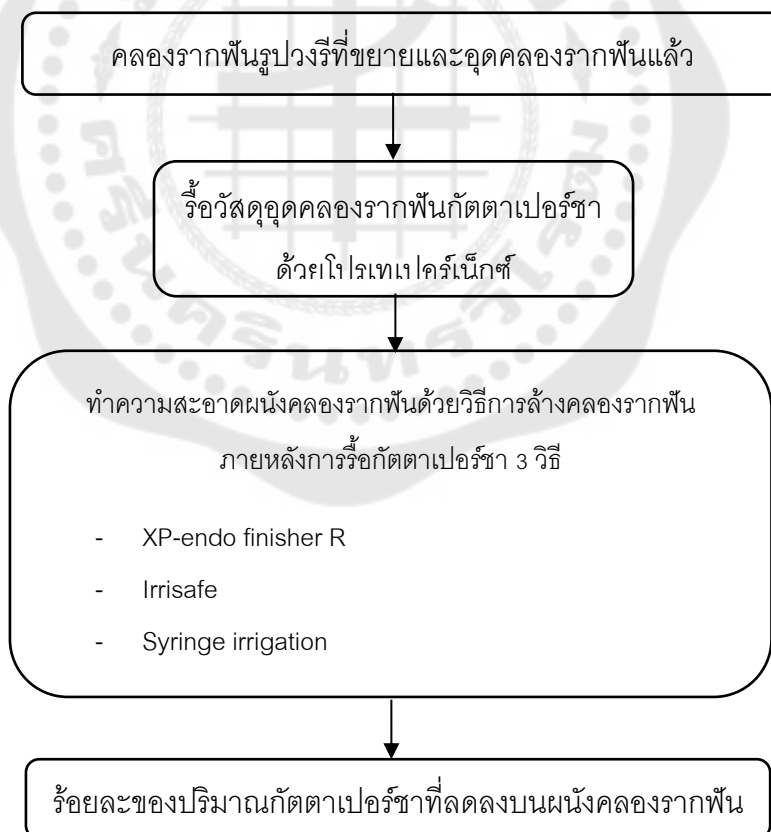 คลองรากฟันรูปวงรีที่ขยายและอุดคลองรากฟันแล้ว
รื้อวัสดุอุดคลองรากฟันกัตตาเปอร์ชา
ด้วยโปรเทเปคร์เน็กซ์
ทำความสะอาดผนังคลองรากฟันด้วยวิธีการล้างคลองรากฟัน
ภายหลังการรื้อกัตตาเปอร์ชา 3 วิธี
- XP-endo finisher R
- Irrisafe
- Syringe irrigation
ร้อยละของปริมาณกัตตาเปอร์ชาที่ลดลงบนผนังคลองรากฟัน